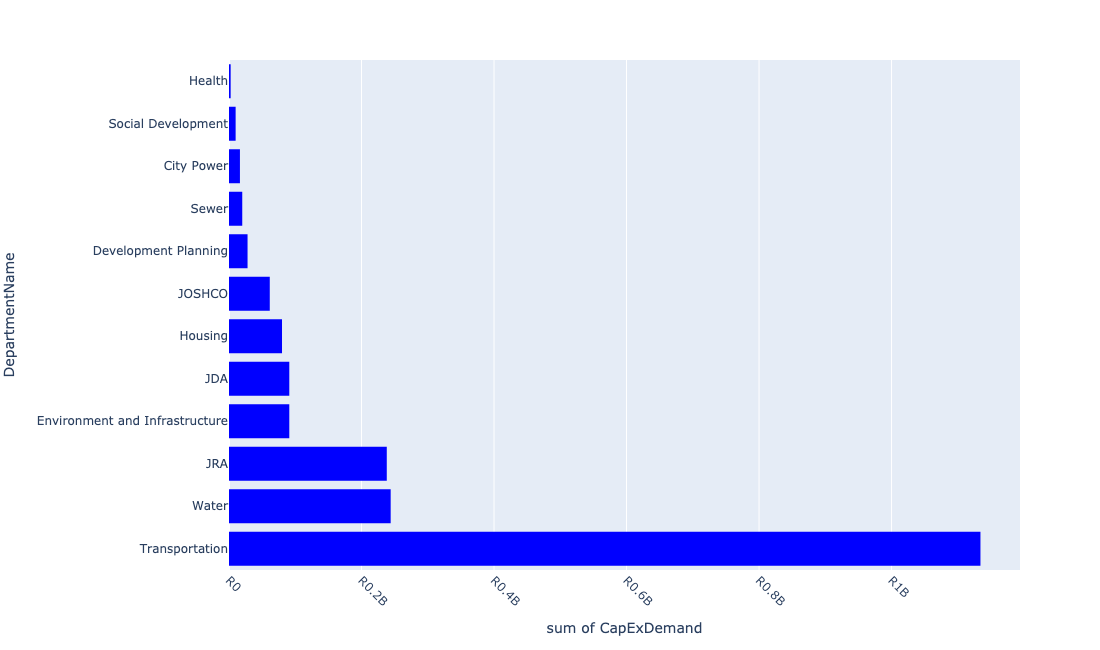 Health
Social Development
City Power
Sewer
Development Planning
JOSHCO
Housing
JDA
Environment and Infrastructure
JRA
Water
Transportation
DepartmentName
R0
R0.2B
R0.4B
R0.6B
R0.8B
R1B
sum of CapExDemand